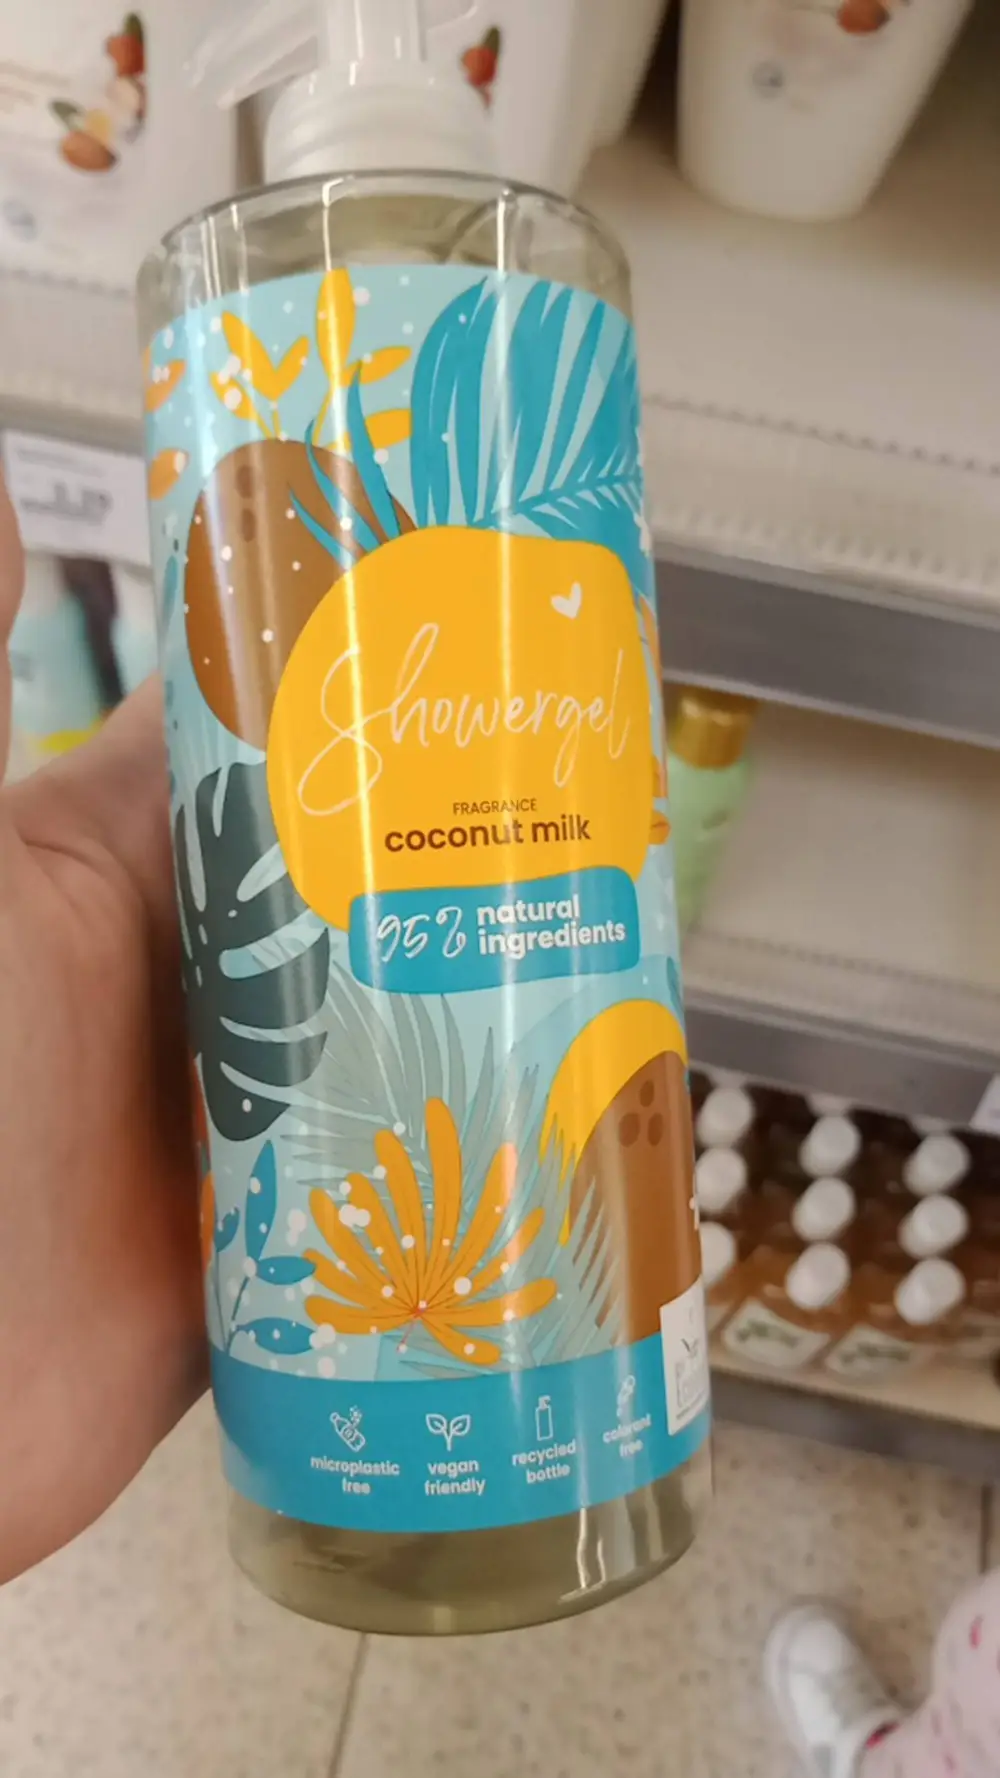 Showergel
FRAGRANCE
coconut milk
95% natural
ingredients
microplastic
free
vegan
friendly
recycled
bottle
colorant
free